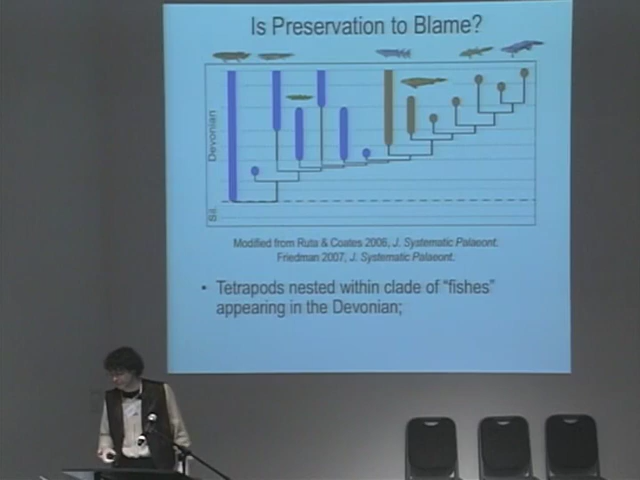 Is Preservation to Blame?
Devonian
Sil.
Modified from Ruta & Coates 2006, J. Systematic Palaeont.
Friedman 2007, J. Systematic Palaeont.
• Tetrapods nested within clade of "fishes"
appearing in the Devonian;